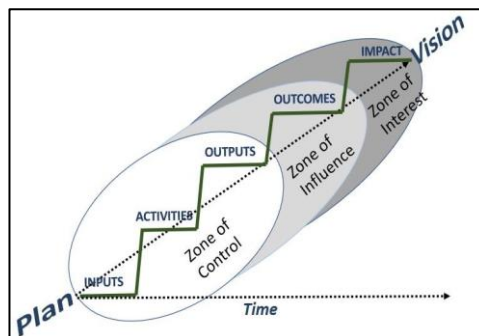 Vision
IMPACT
Zone of
Interest
OUTCOMES
Zone of
Influence
OUTPUTS
ACTIVITIES
Zone of
Control
INPUTS
Plan
Time